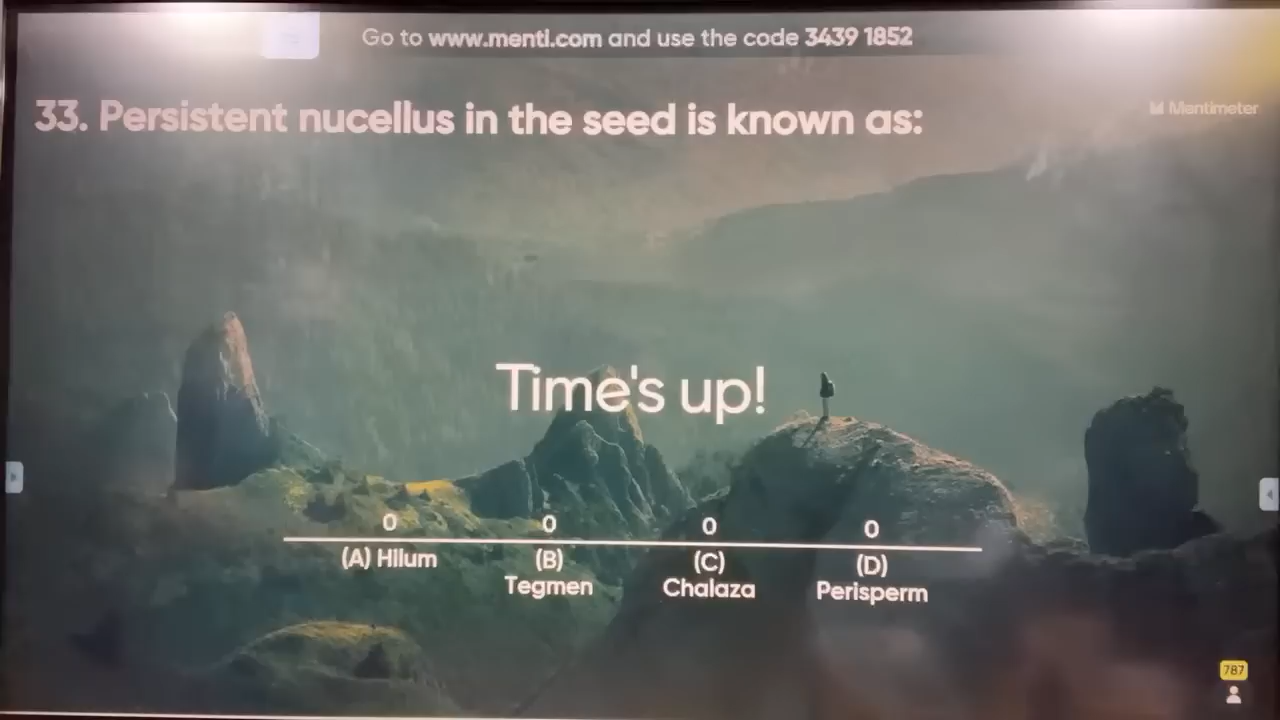 Go to www.menti.com and use the code 3439 1852
33. Persistent nucellus in the seed is known as:
Mentimeter
Time's up!
0 0 0 0
(A) Hilum (B) Tegmen (C) Chalaza (D) Perisperm
787